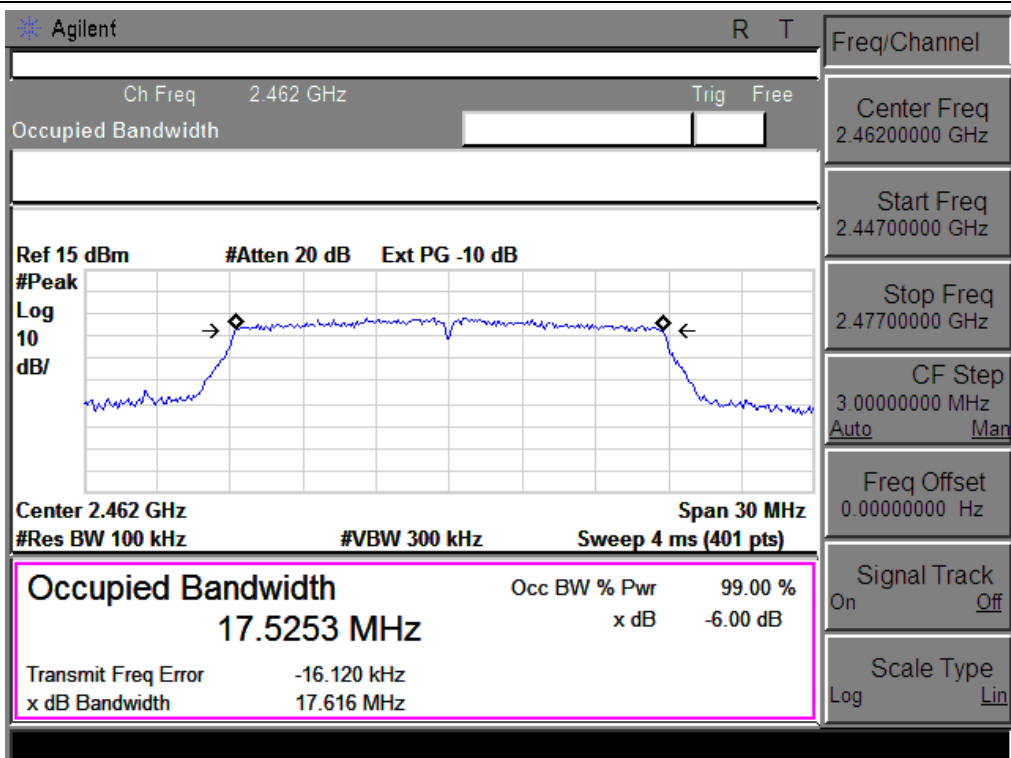 Agilent R T
Ch Freq 2.462 GHz Trig Free
Occupied Bandwidth
Ref 15 dBm #Atten 20 dB Ext PG -10 dB
#Peak
Log
10
dB/
Center 2.462 GHz Span 30 MHz
#Res BW 100 kHz #VBW 300 kHz Sweep 4 ms (401 pts)
Occupied Bandwidth Occ BW % Pwr 99.00 %
17.5253 MHz x dB -6.00 dB
Transmit Freq Error -16.120 kHz
x dB Bandwidth 17.616 MHz
Freq/Channel
Center Freq
2.46200000 GHz
Start Freq
2.44700000 GHz
Stop Freq
2.47700000 GHz
CF Step
3.00000000 MHz
Auto Man
Freq Offset
0.00000000 Hz
Signal Track
On Off
Scale Type
Log Lin